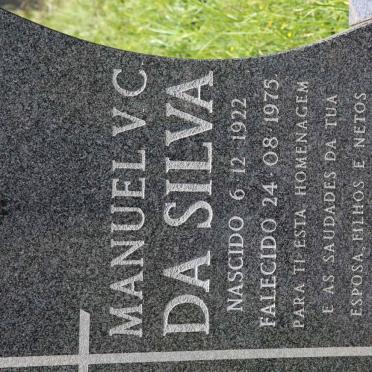 MANUEL V C
DA SILVA
NASCIDO 6·12·1922
FALECIDO 24·08·1975
PARA TI ESTA HOMENAGEM
E AS SAUDADES DA TUA
ESPOSA, FILHOS E NETOS